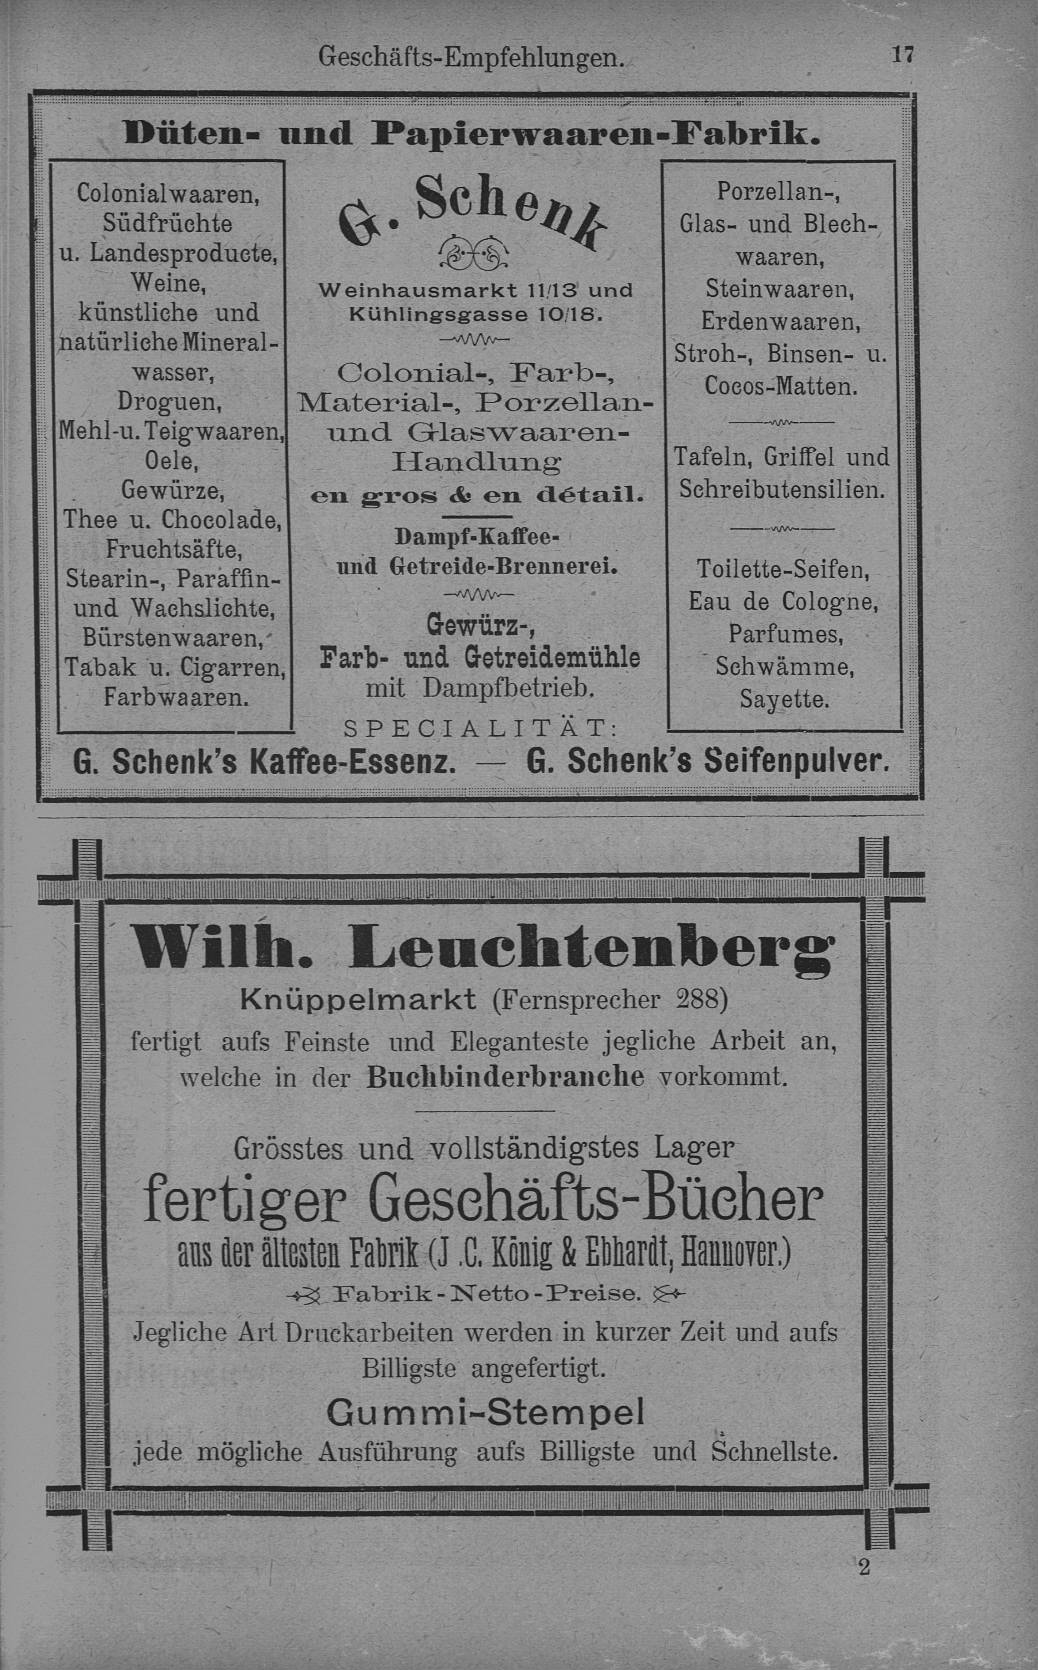 Geschäfts-Empfehlungen.
17
Düten- und Papierwaaren-Fabrik.
Colonialwaaren,
Südfrüchte
u. Landesproducte,
Weine,
künstliche und
natürliche Mineral-
wasser,
Droguen,
Mehl-u. Teigwaaren,
Oele,
Gewürze,
Thee u. Chocolade,
Fruchtsäfte,
Stearin-, Paraffin-
und Wachslichte,
Bürstenwaaren,
Tabak u. Cigarren,
Farbwaaren.
G. Schenk
Weinhausmarkt 11/13 und
Kühlingsgasse 10/18.
Colonial-, Farb-,
Material-, Porzellan-
und Glaswaaren-
Handlung
en gros & en détail.
Dampf-Kaffee-
und Getreide-Brennerei.
Gewürz-,
Farb- und Getreidemühle
mit Dampfbetrieb.
Porzellan-,
Glas- und Blech-
waaren,
Steinwaaren,
Erdenwaaren,
Stroh-, Binsen- u.
Cocos-Matten.
Tafeln, Griffel und
Schreibutensilien.
Toilette-Seifen,
Eau de Cologne,
Parfumes,
Schwämme,
Sayette.
SPECIALITÄT:
G. Schenk's Kaffee-Essenz. — G. Schenk's Seifenpulver.
Wilh. Leuchtenberg
Knüppelmarkt (Fernsprecher 288)
fertigt aufs Feinste und Eleganteste jegliche Arbeit an,
welche in der Buchbinderbranche vorkommt.
Grösstes und vollständigstes Lager
fertiger Geschäfts-Bücher
aus der ältesten Fabrik (J .C. König & Ebhardt, Hannover.)
Fabrik-Netto-Preise.
Jegliche Art Druckarbeiten werden in kurzer Zeit und aufs
Billigste angefertigt.
Gummi-Stempel
jede mögliche Ausführung aufs Billigste und Schnellste.
2